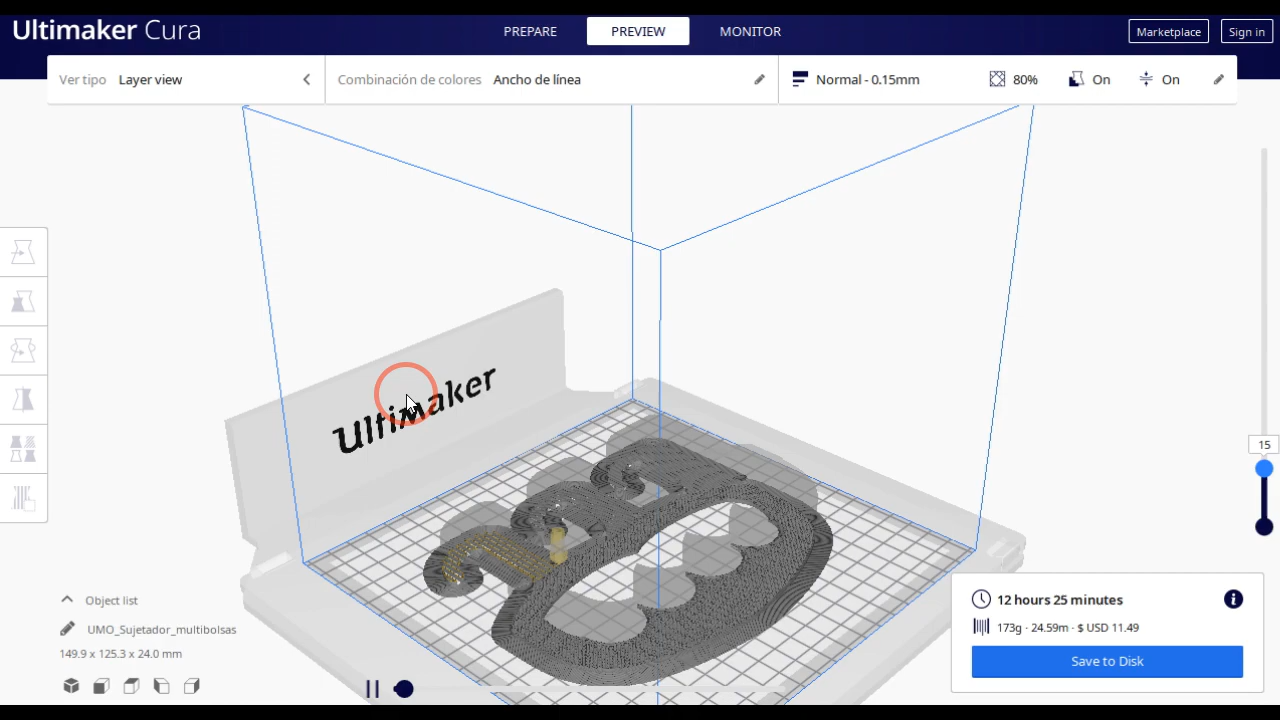 Ultimaker Cura
PREPARE
PREVIEW
MONITOR
Marketplace
Sign in
Ver tipo Layer view
Combinación de colores Ancho de línea
Normal - 0.15mm
80%
On
On
Ultimaker
15
Object list
UMO_Sujetador_multibolsas
149.9 x 125.3 x 24.0 mm
12 hours 25 minutes
173g · 24.59m · $ USD 11.49
Save to Disk